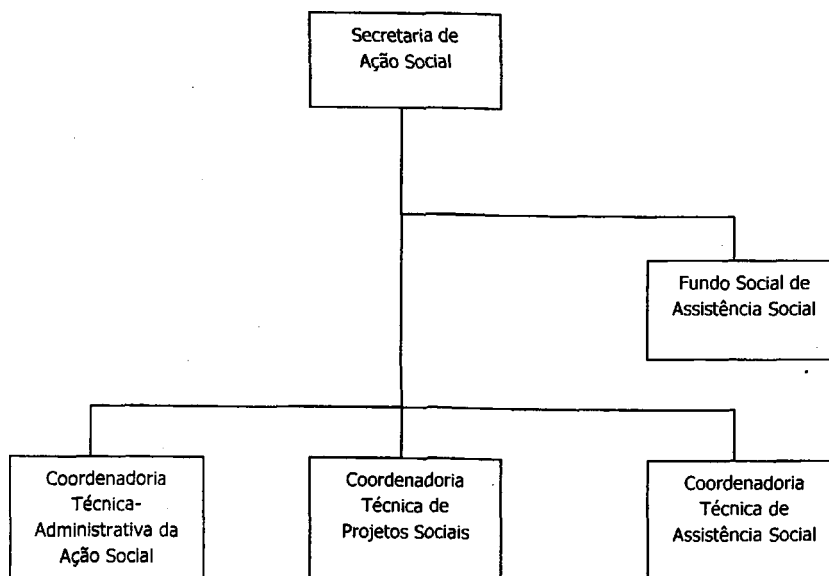 Secretaria de
Ação Social
Fundo Social de
Assistência Social
Coordenadoria
Técnica-
Administrativa da
Ação Social
Coordenadoria
Técnica de
Projetos Sociais
Coordenadoria
Técnica de
Assistência Social